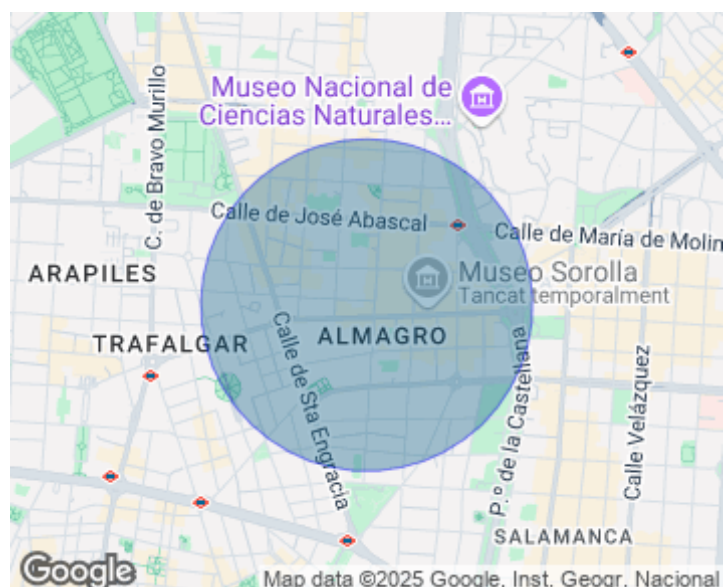 Museo Nacional de
Ciencias Naturales...
C. de Bravo Murillo
Calle de José Abascal
Calle de María de Molin
ARAPILES
Museo Sorolla
Tancat temporalment
TRAFALGAR
ALMAGRO
Calle de Sta Engracia
P.º de la Castellana
Calle Velázquez
SALAMANCA
Google
Map data ©2025 Google, Inst. Geogr. Nacional